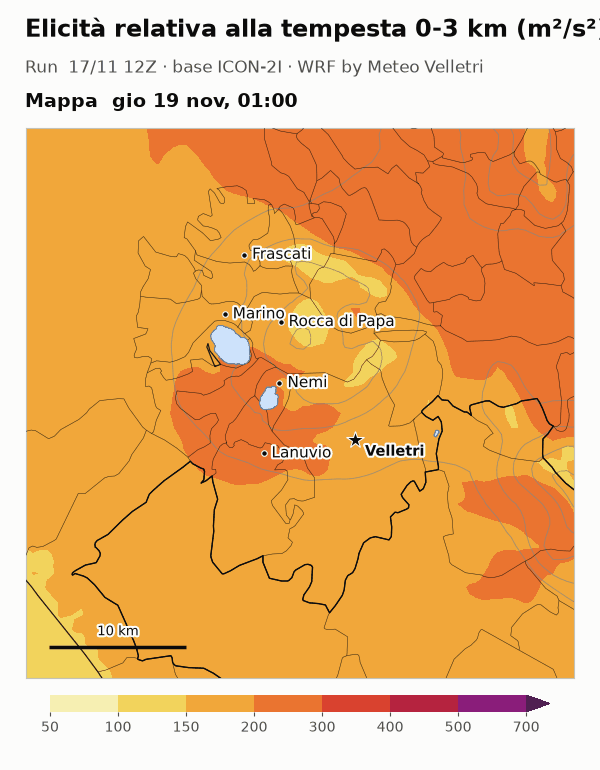 Elicità relativa alla tempesta 0-3 km (m²/s²)
Run  17/11 12Z · base ICON-2I · WRF by Meteo Velletri
Mappa  gio 19 nov, 01:00
Frascati
Marino
Rocca di Papa
Nemi
Velletri
Lanuvio
10 km
50 100 150 200 300 400 500 700